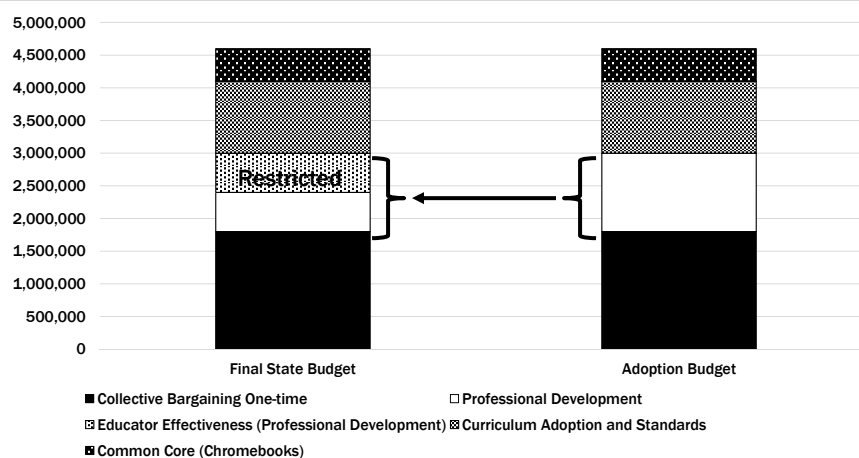 5,000,000
4,500,000
4,000,000
3,500,000
3,000,000
2,500,000
2,000,000
1,500,000
1,000,000
500,000
0
Restricted
Final State Budget
Adoption Budget
Collective Bargaining One-time
Professional Development
Educator Effectiveness (Professional Development)
Curriculum Adoption and Standards
Common Core (Chromebooks)